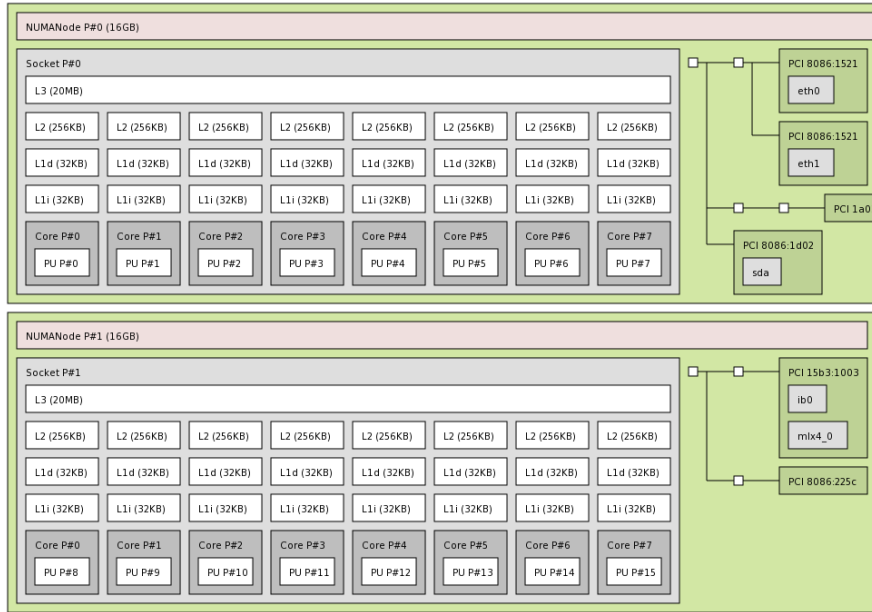 NUMANode P#0 (16GB)
Socket P#0
L3 (20MB)
L2 (256KB) L2 (256KB) L2 (256KB) L2 (256KB) L2 (256KB) L2 (256KB) L2 (256KB) L2 (256KB)
L1d (32KB) L1d (32KB) L1d (32KB) L1d (32KB) L1d (32KB) L1d (32KB) L1d (32KB) L1d (32KB)
L1i (32KB) L1i (32KB) L1i (32KB) L1i (32KB) L1i (32KB) L1i (32KB) L1i (32KB) L1i (32KB)
Core P#0 Core P#1 Core P#2 Core P#3 Core P#4 Core P#5 Core P#6 Core P#7
PU P#0 PU P#1 PU P#2 PU P#3 PU P#4 PU P#5 PU P#6 PU P#7
PCI 8086:1521
eth0
PCI 8086:1521
eth1
PCI 1a0
PCI 8086:1d02
sda
NUMANode P#1 (16GB)
Socket P#1
L3 (20MB)
L2 (256KB) L2 (256KB) L2 (256KB) L2 (256KB) L2 (256KB) L2 (256KB) L2 (256KB) L2 (256KB)
L1d (32KB) L1d (32KB) L1d (32KB) L1d (32KB) L1d (32KB) L1d (32KB) L1d (32KB) L1d (32KB)
L1i (32KB) L1i (32KB) L1i (32KB) L1i (32KB) L1i (32KB) L1i (32KB) L1i (32KB) L1i (32KB)
Core P#0 Core P#1 Core P#2 Core P#3 Core P#4 Core P#5 Core P#6 Core P#7
PU P#8 PU P#9 PU P#10 PU P#11 PU P#12 PU P#13 PU P#14 PU P#15
PCI 15b3:1003
ib0
mlx4_0
PCI 8086:225c